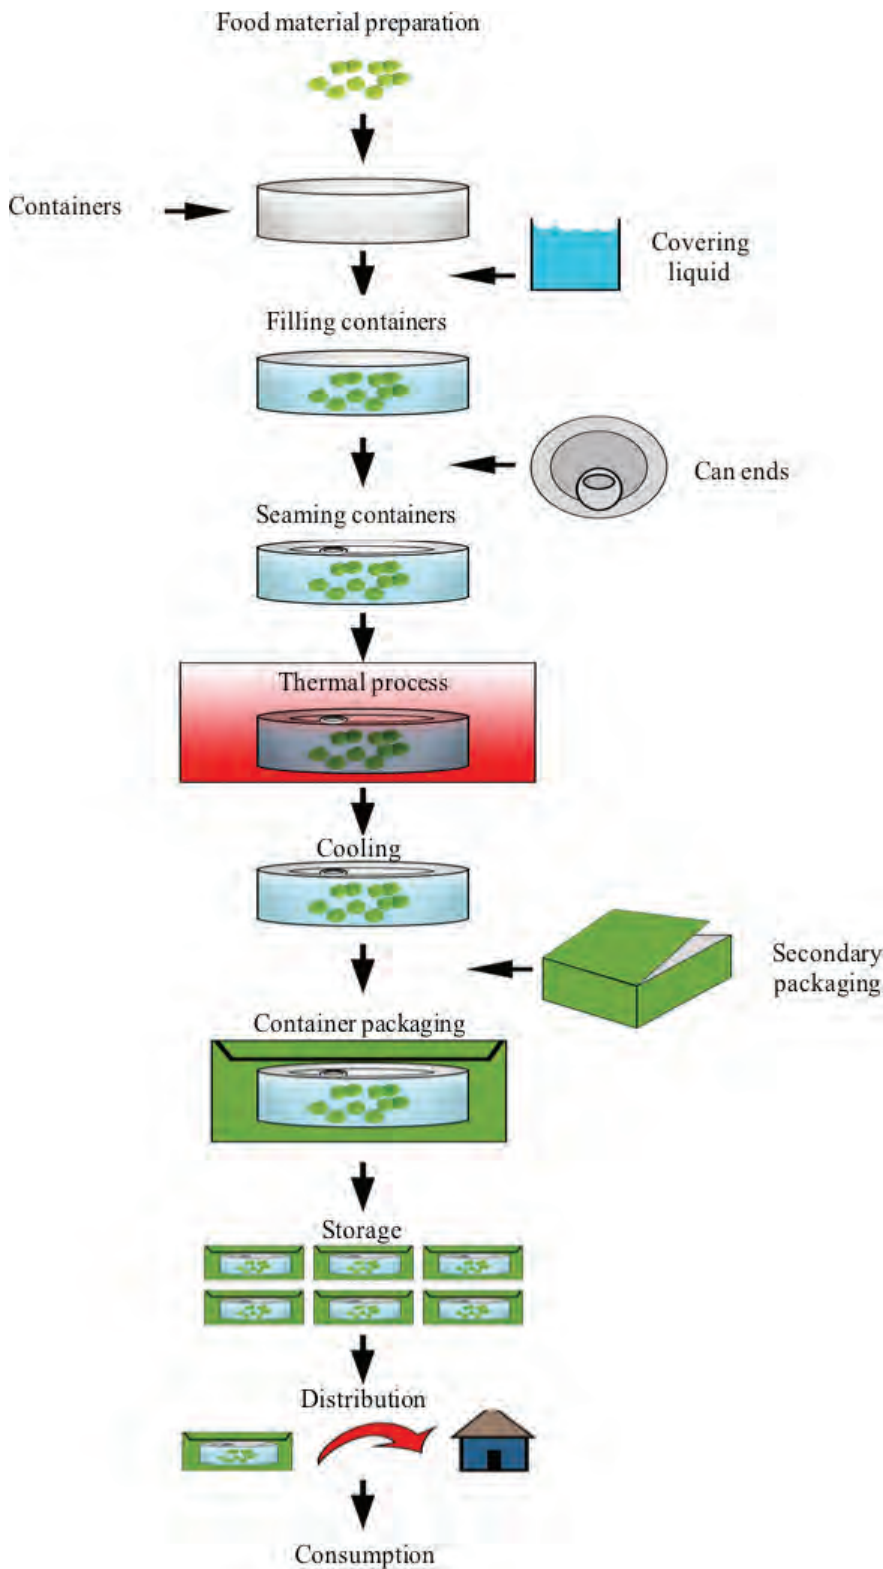 Food material preparation
Containers
Covering
liquid
Filling containers
Can ends
Seaming containers
Thermal process
Cooling
Secondary
packaging
Container packaging
Storage
Distribution
Consumption